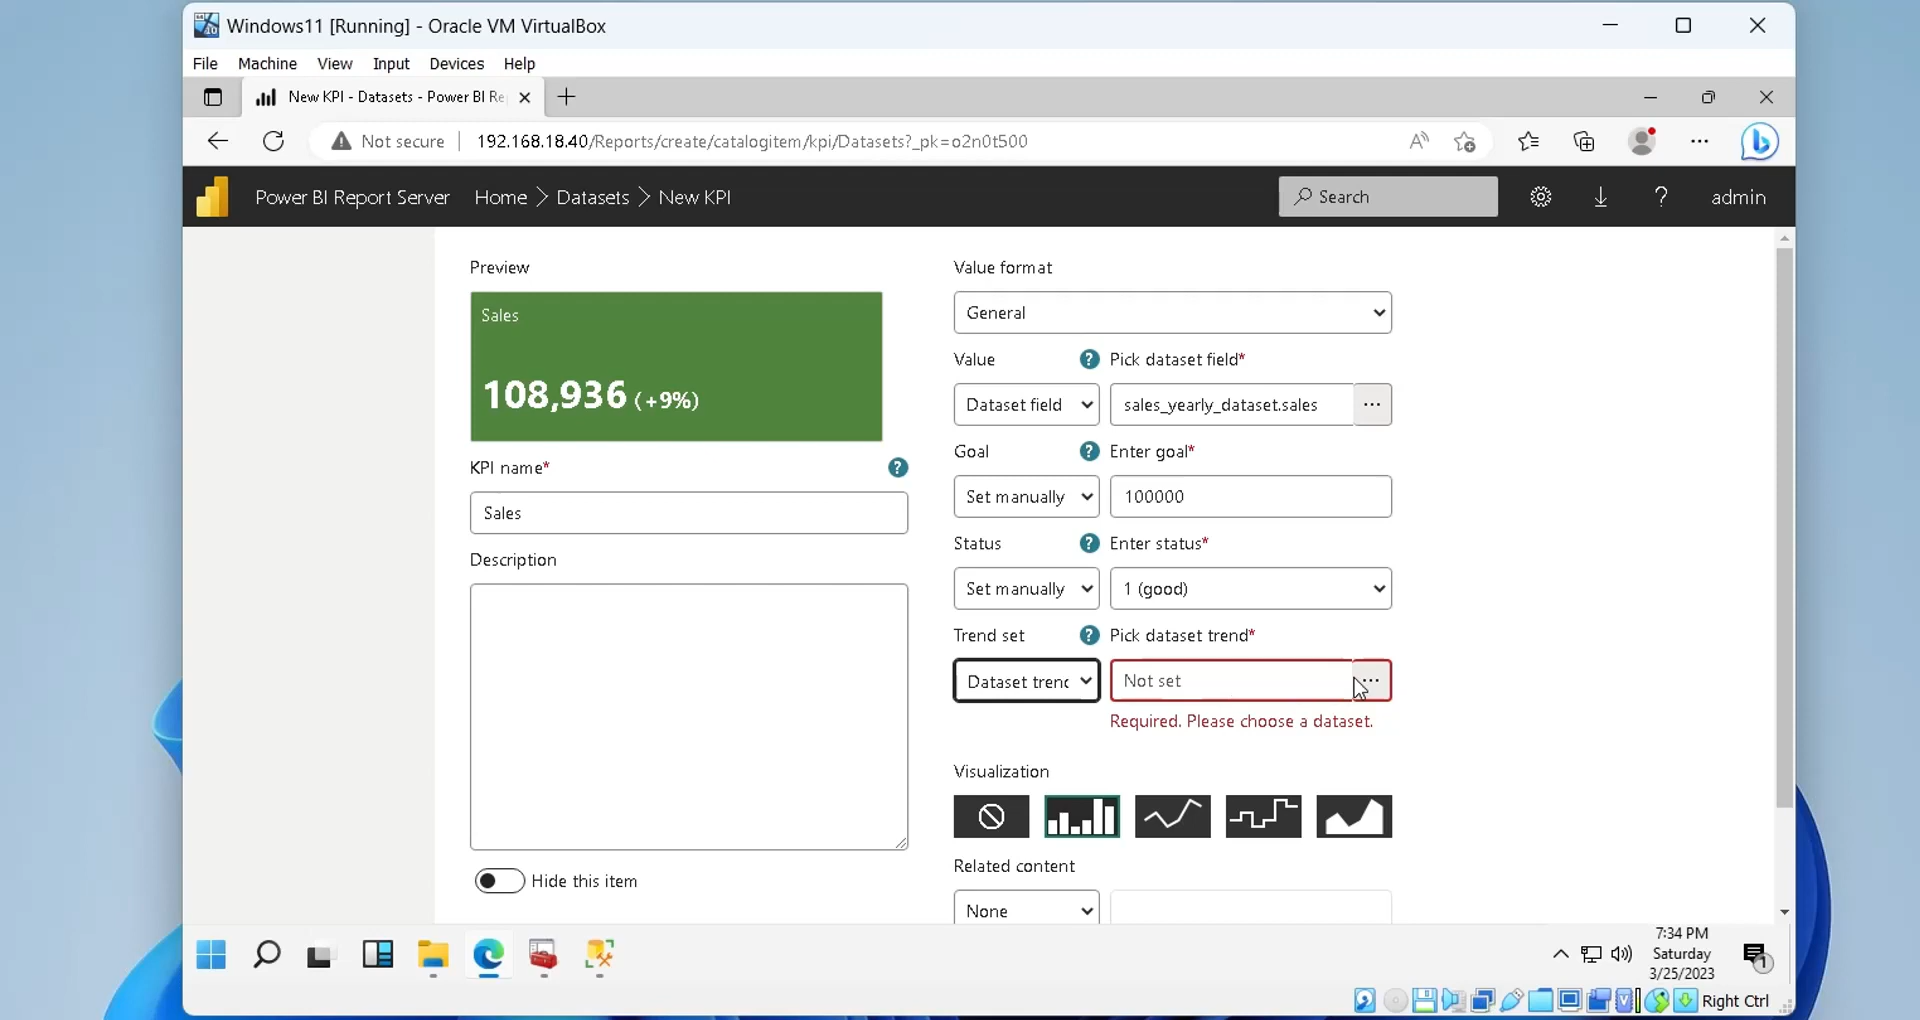 Windows11 [Running] - Oracle VM VirtualBox
File Machine View Input Devices Help
New KPI - Datasets - Power BI Re
Not secure 192.168.18.40/Reports/create/catalogitem/kpi/Datasets?_pk=o2n0t500
Power BI Report Server Home > Datasets > New KPI Search ? admin
Preview
Sales
108,936 (+9%)
KPI name* ?
Sales
Description
Hide this item
Value format
General
Value ? Pick dataset field*
Dataset field sales_yearly_dataset.sales ...
Goal ? Enter goal*
Set manually 100000
Status ? Enter status*
Set manually 1 (good)
Trend set ? Pick dataset trend*
Dataset trend Not set ...
Required. Please choose a dataset.
Visualization
Related content
None
7:34 PM
Saturday
3/25/2023
1
Right Ctrl